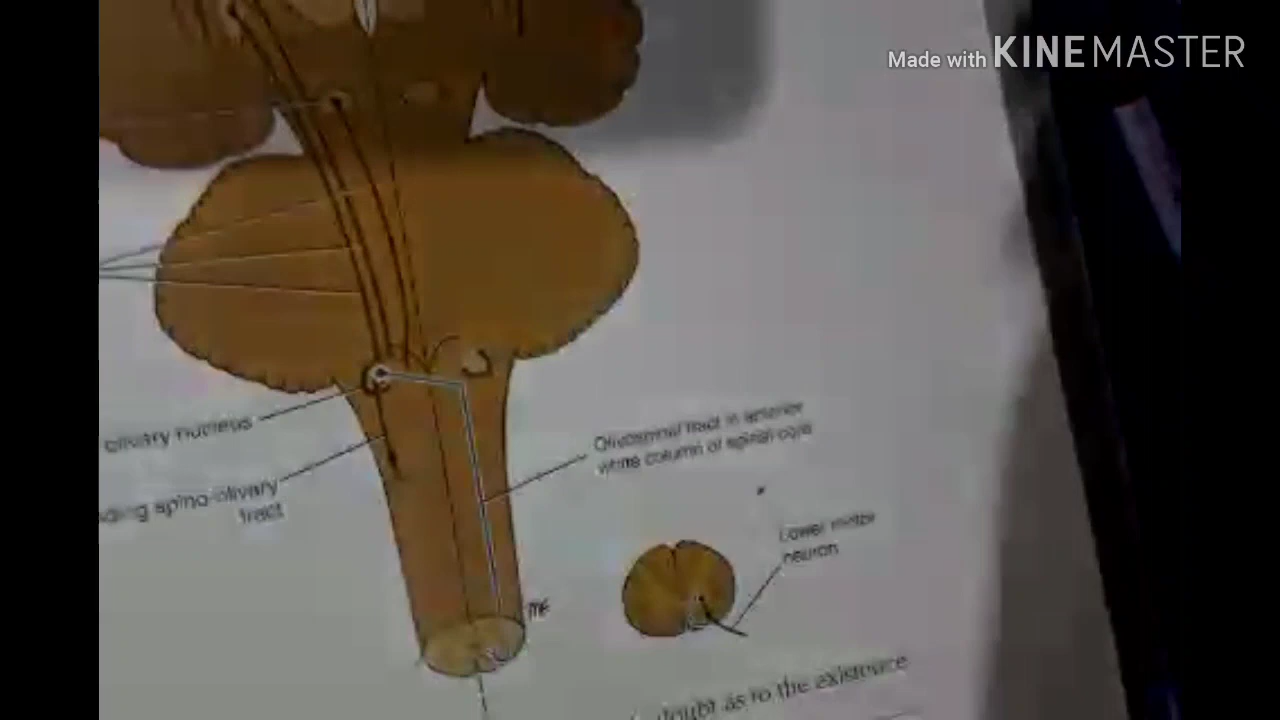 Made with KINEMASTER
olivary nucleus
ding spino-olivary
tract
Olivospinal tract in anterior
white column of spinal cord
Lower motor
neuron
doubt as to the existence